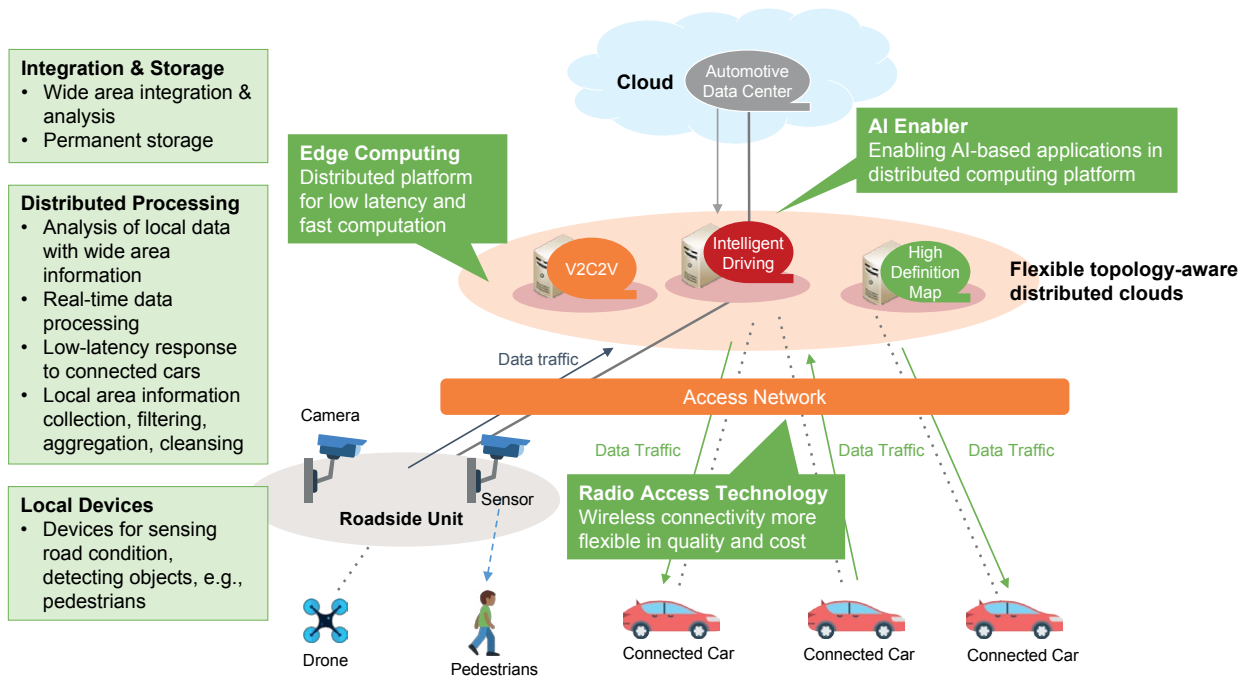 Integration & Storage
• Wide area integration &
analysis
• Permanent storage
Distributed Processing
• Analysis of local data
with wide area
information
• Real-time data
processing
• Low-latency response
to connected cars
• Local area information
collection, filtering,
aggregation, cleansing
Local Devices
• Devices for sensing
road condition,
detecting objects, e.g.,
pedestrians
Cloud
Automotive
Data Center
Edge Computing
Distributed platform
for low latency and
fast computation
AI Enabler
Enabling AI-based applications in
distributed computing platform
V2C2V
Intelligent
Driving
High
Definition
Map
Flexible topology-aware
distributed clouds
Data traffic
Access Network
Camera
Sensor
Roadside Unit
Data Traffic
Data Traffic
Data Traffic
Radio Access Technology
Wireless connectivity more
flexible in quality and cost
Drone
Pedestrians
Connected Car
Connected Car
Connected Car